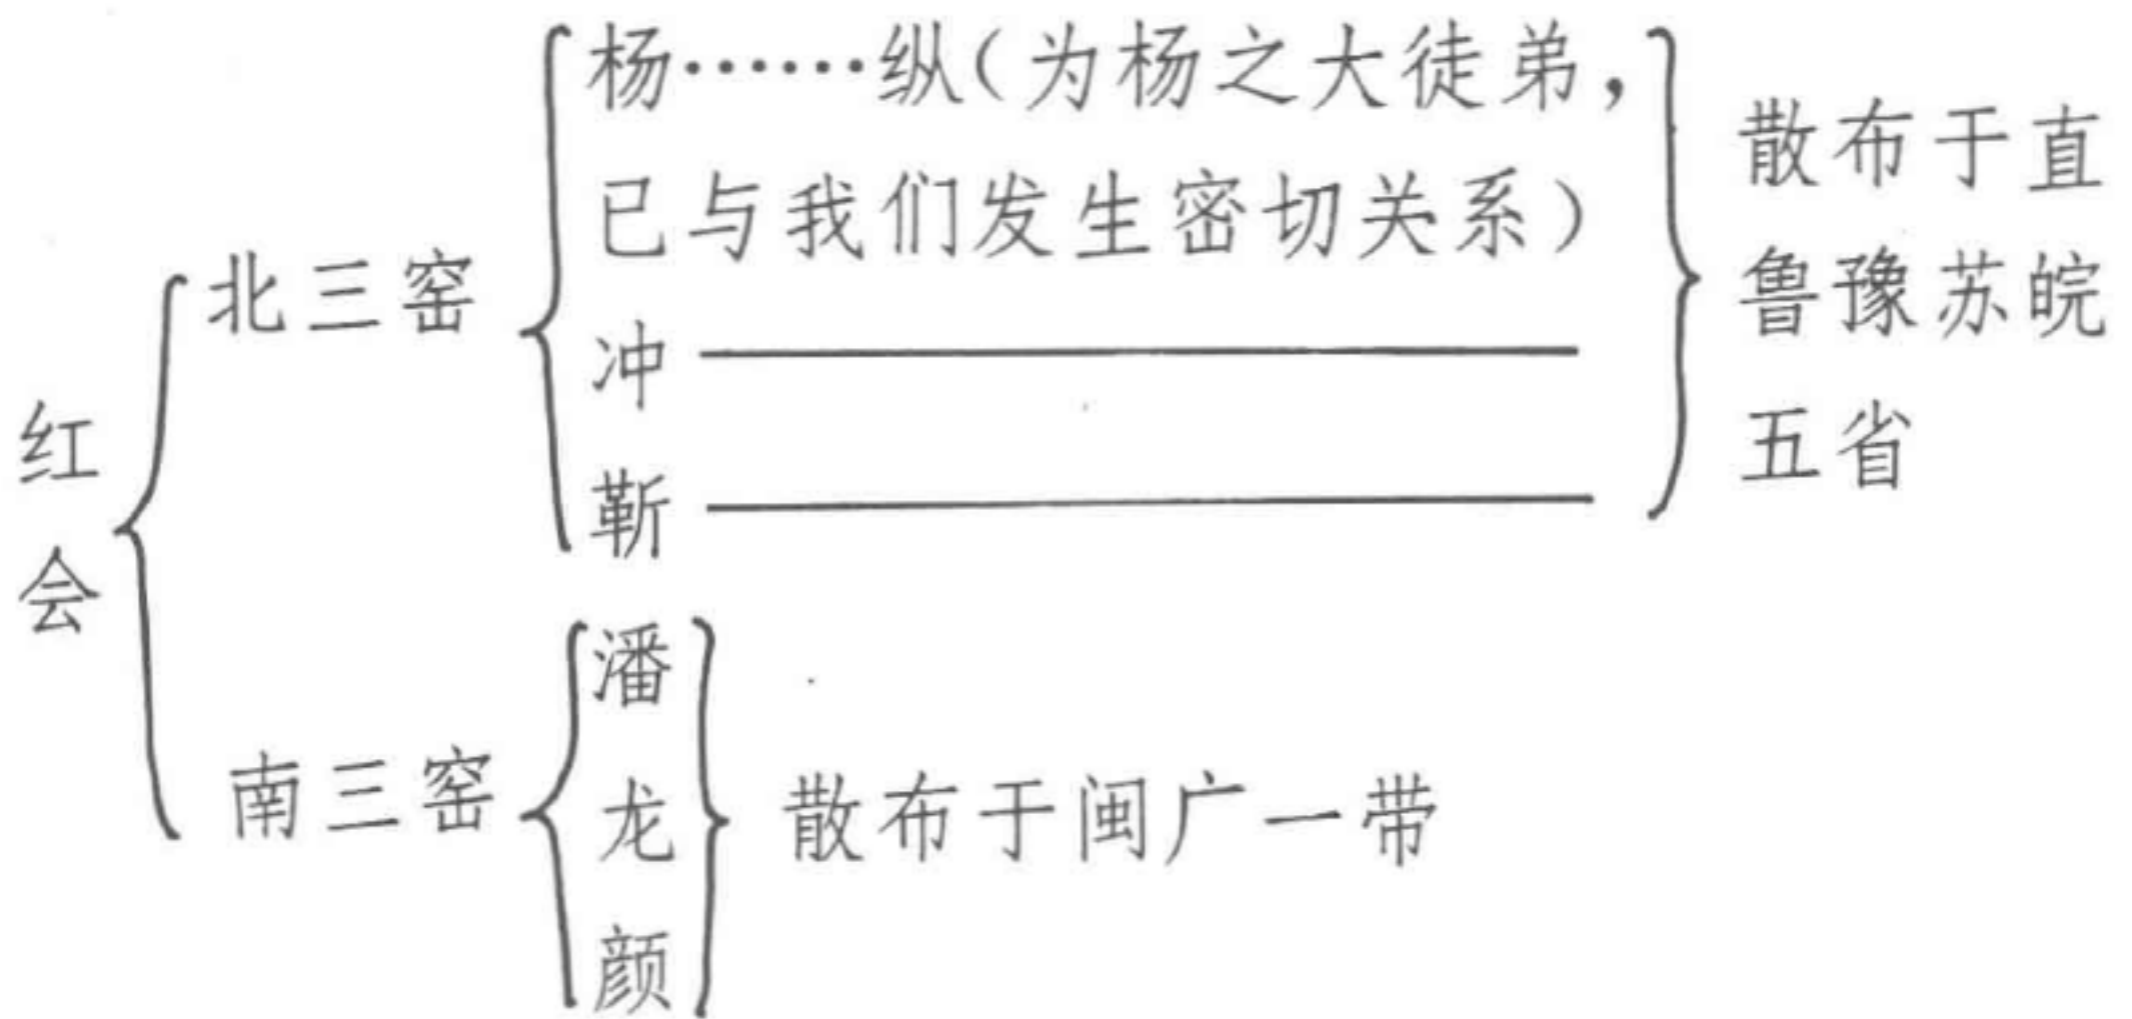 红会
北三窑
杨……纵(为杨之大徒弟,
已与我们发生密切关系)
冲
靳
散布于直
鲁豫苏皖
五省
南三窑
潘
龙
颜
散布于闽广一带